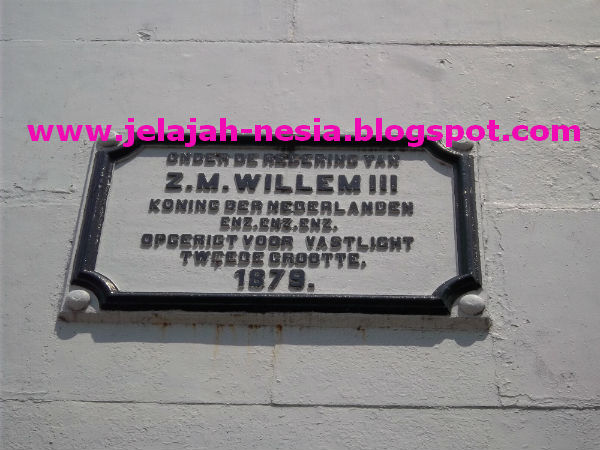 www.jelajah-nesia.blogspot.com
ONDER DE REGERING VAN
Z.M. WILLEM III
KONING DER NEDERLANDEN
ENZ. ENZ. ENZ.
OPGERIGT VOOR VASTLICHT
TWEEDE GROOTTE,
1879.